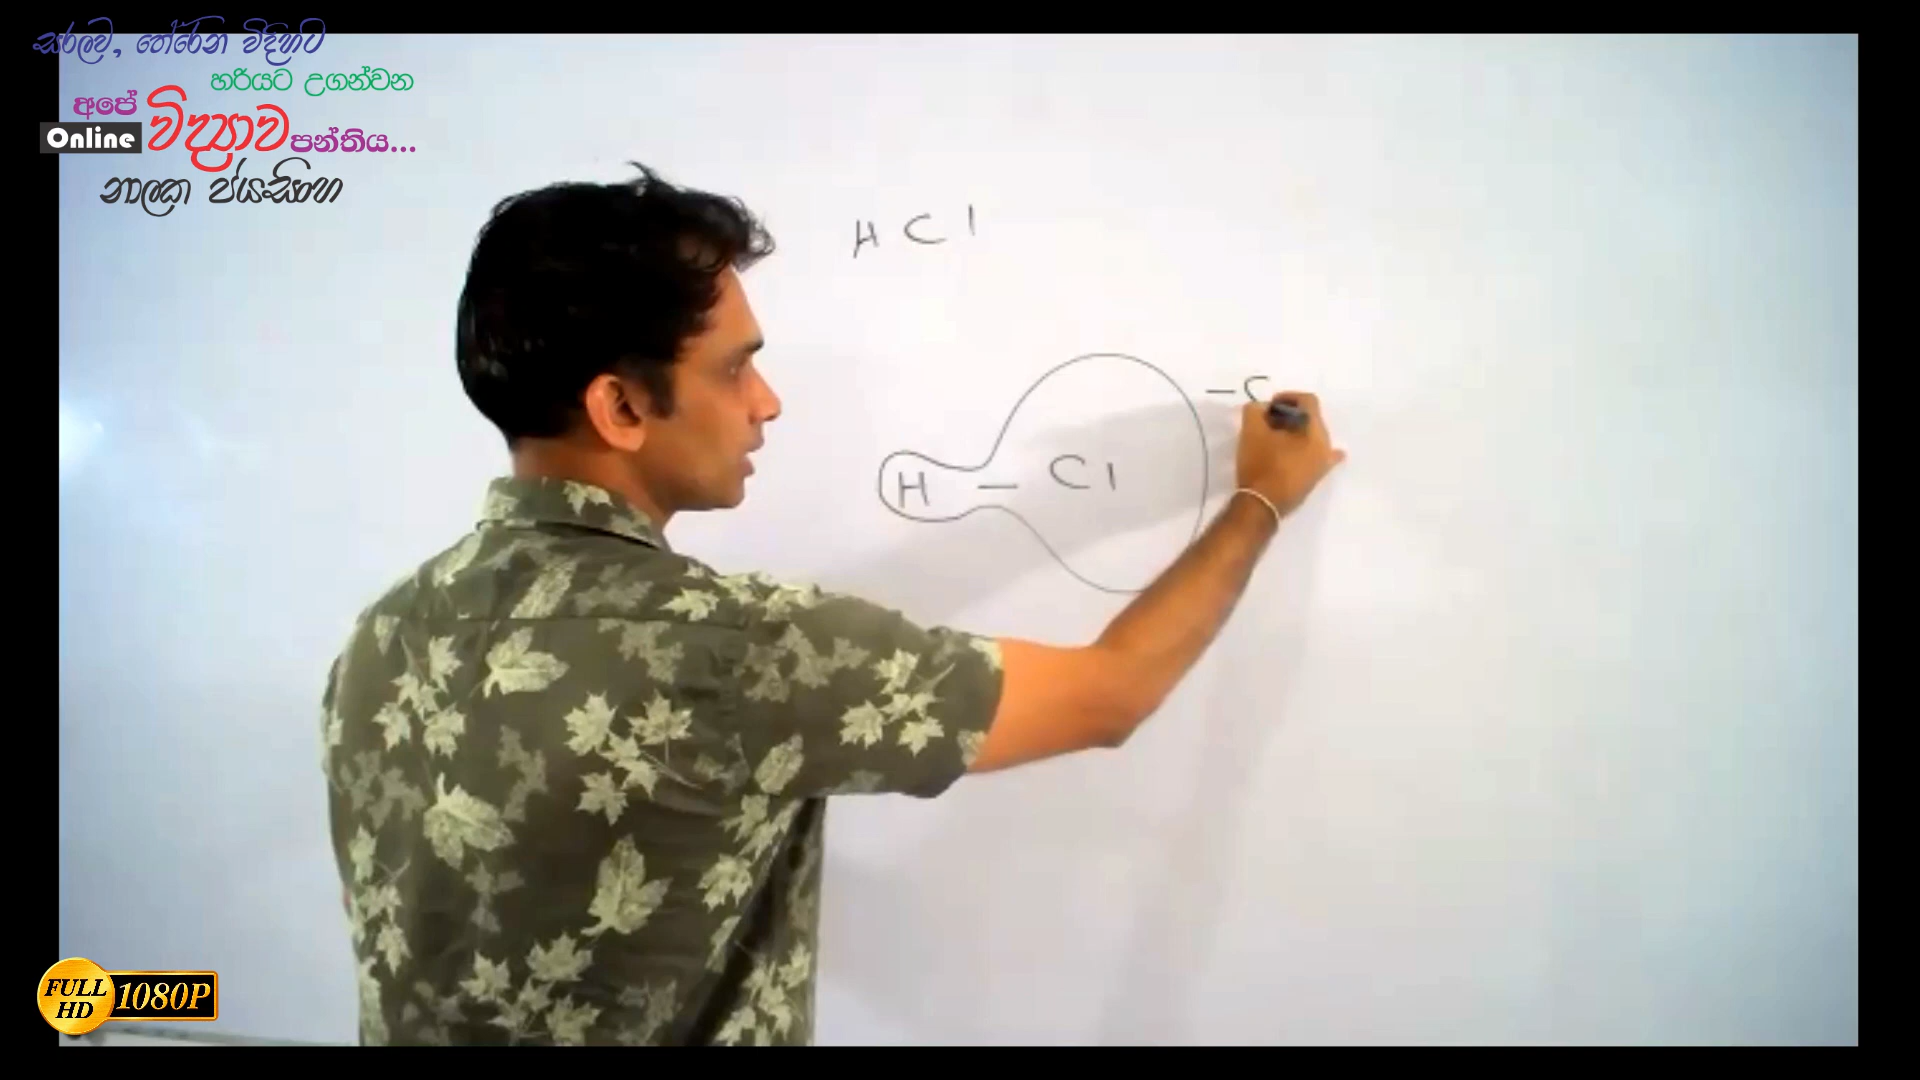 සරලව, තේරෙන විදිහට
හරියට උගන්වන
අපේ
Online විද්‍යාව පන්තිය...
නාලක ජයසිංහ
H Cl
H — Cl
FULL HD 1080P